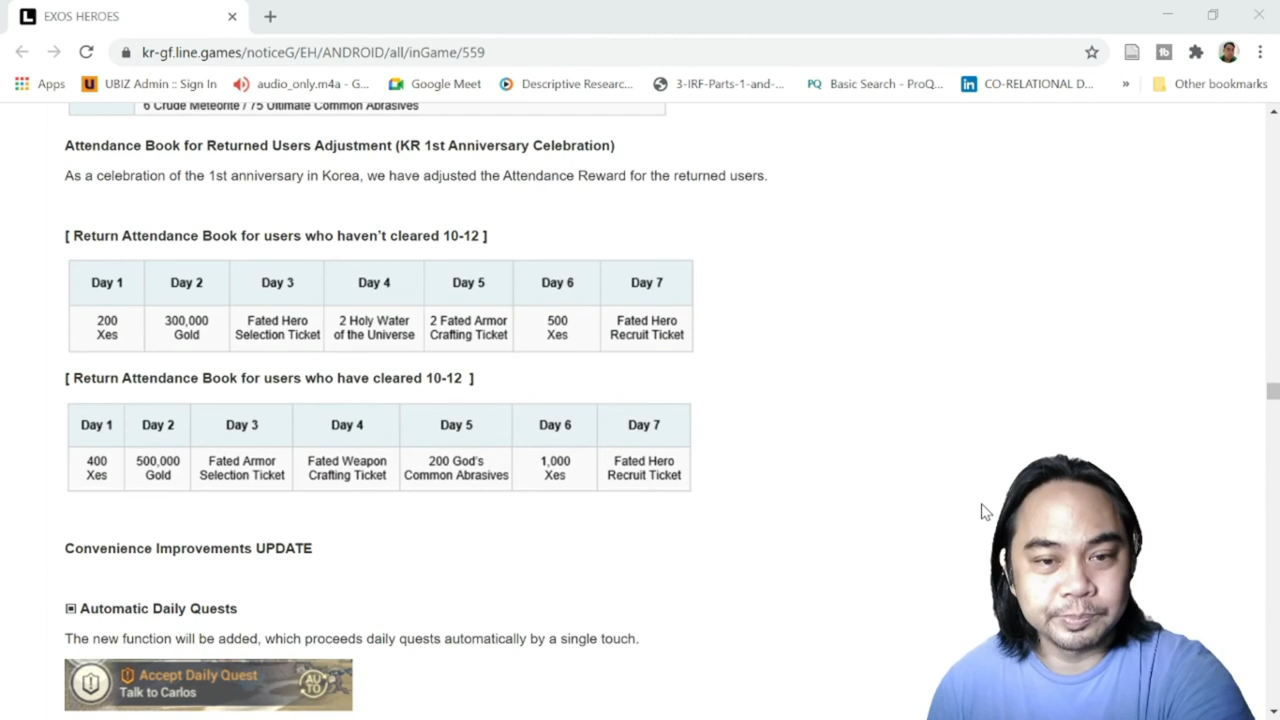 EXOS HEROES
kr-gf.line.games/noticeG/EH/ANDROID/all/inGame/559
Apps UBIZ Admin :: Sign In audio_only.m4a - G... Google Meet Descriptive Researc... 3-IRF-Parts-1-and-... PQ Basic Search - ProQ... CO-RELATIONAL D... » Other bookmarks
6 Crude Meteorite / 75 Ultimate Common Abrasives
Attendance Book for Returned Users Adjustment (KR 1st Anniversary Celebration)
As a celebration of the 1st anniversary in Korea, we have adjusted the Attendance Reward for the returned users.
[ Return Attendance Book for users who haven't cleared 10-12 ]
Day 1 Day 2 Day 3 Day 4 Day 5 Day 6 Day 7
200 300,000 Fated Hero 2 Holy Water 2 Fated Armor 500 Fated Hero
Xes Gold Selection Ticket of the Universe Crafting Ticket Xes Recruit Ticket
[ Return Attendance Book for users who have cleared 10-12 ]
Day 1 Day 2 Day 3 Day 4 Day 5 Day 6 Day 7
400 500,000 Fated Armor Fated Weapon 200 God's 1,000 Fated Hero
Xes Gold Selection Ticket Crafting Ticket Common Abrasives Xes Recruit Ticket
Convenience Improvements UPDATE
▣ Automatic Daily Quests
The new function will be added, which proceeds daily quests automatically by a single touch.
Accept Daily Quest
Talk to Carlos
AU
TO